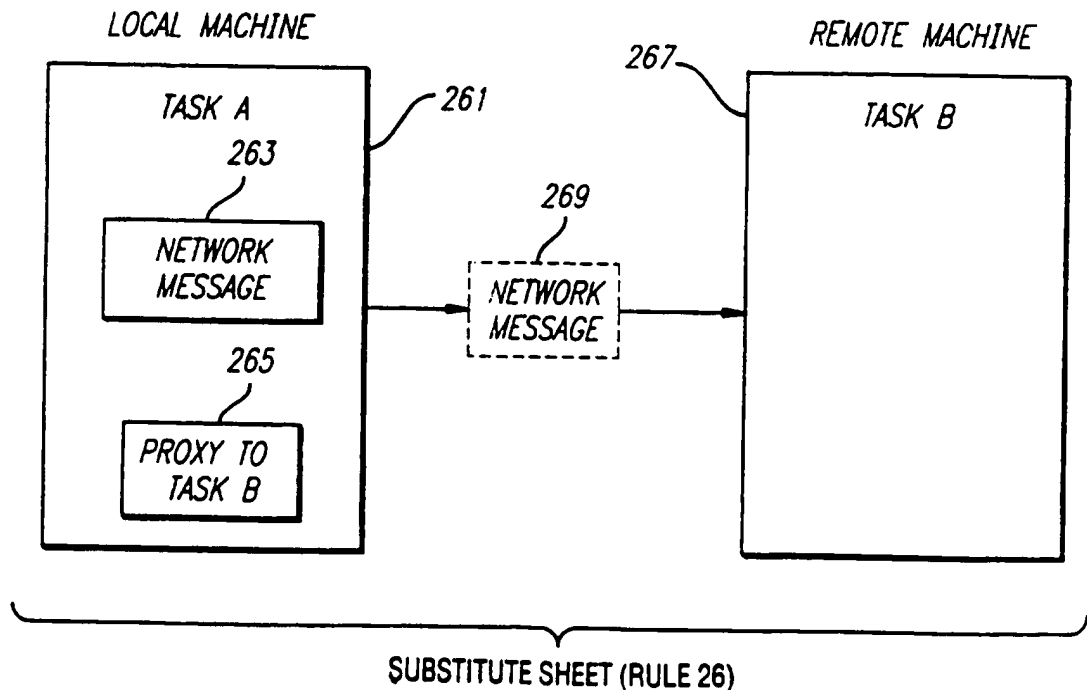 LOCAL MACHINE
REMOTE MACHINE
TASK A
261
263
NETWORK
MESSAGE
265
PROXY TO
TASK B
269
NETWORK
MESSAGE
267
TASK B
SUBSTITUTE SHEET (RULE 26)